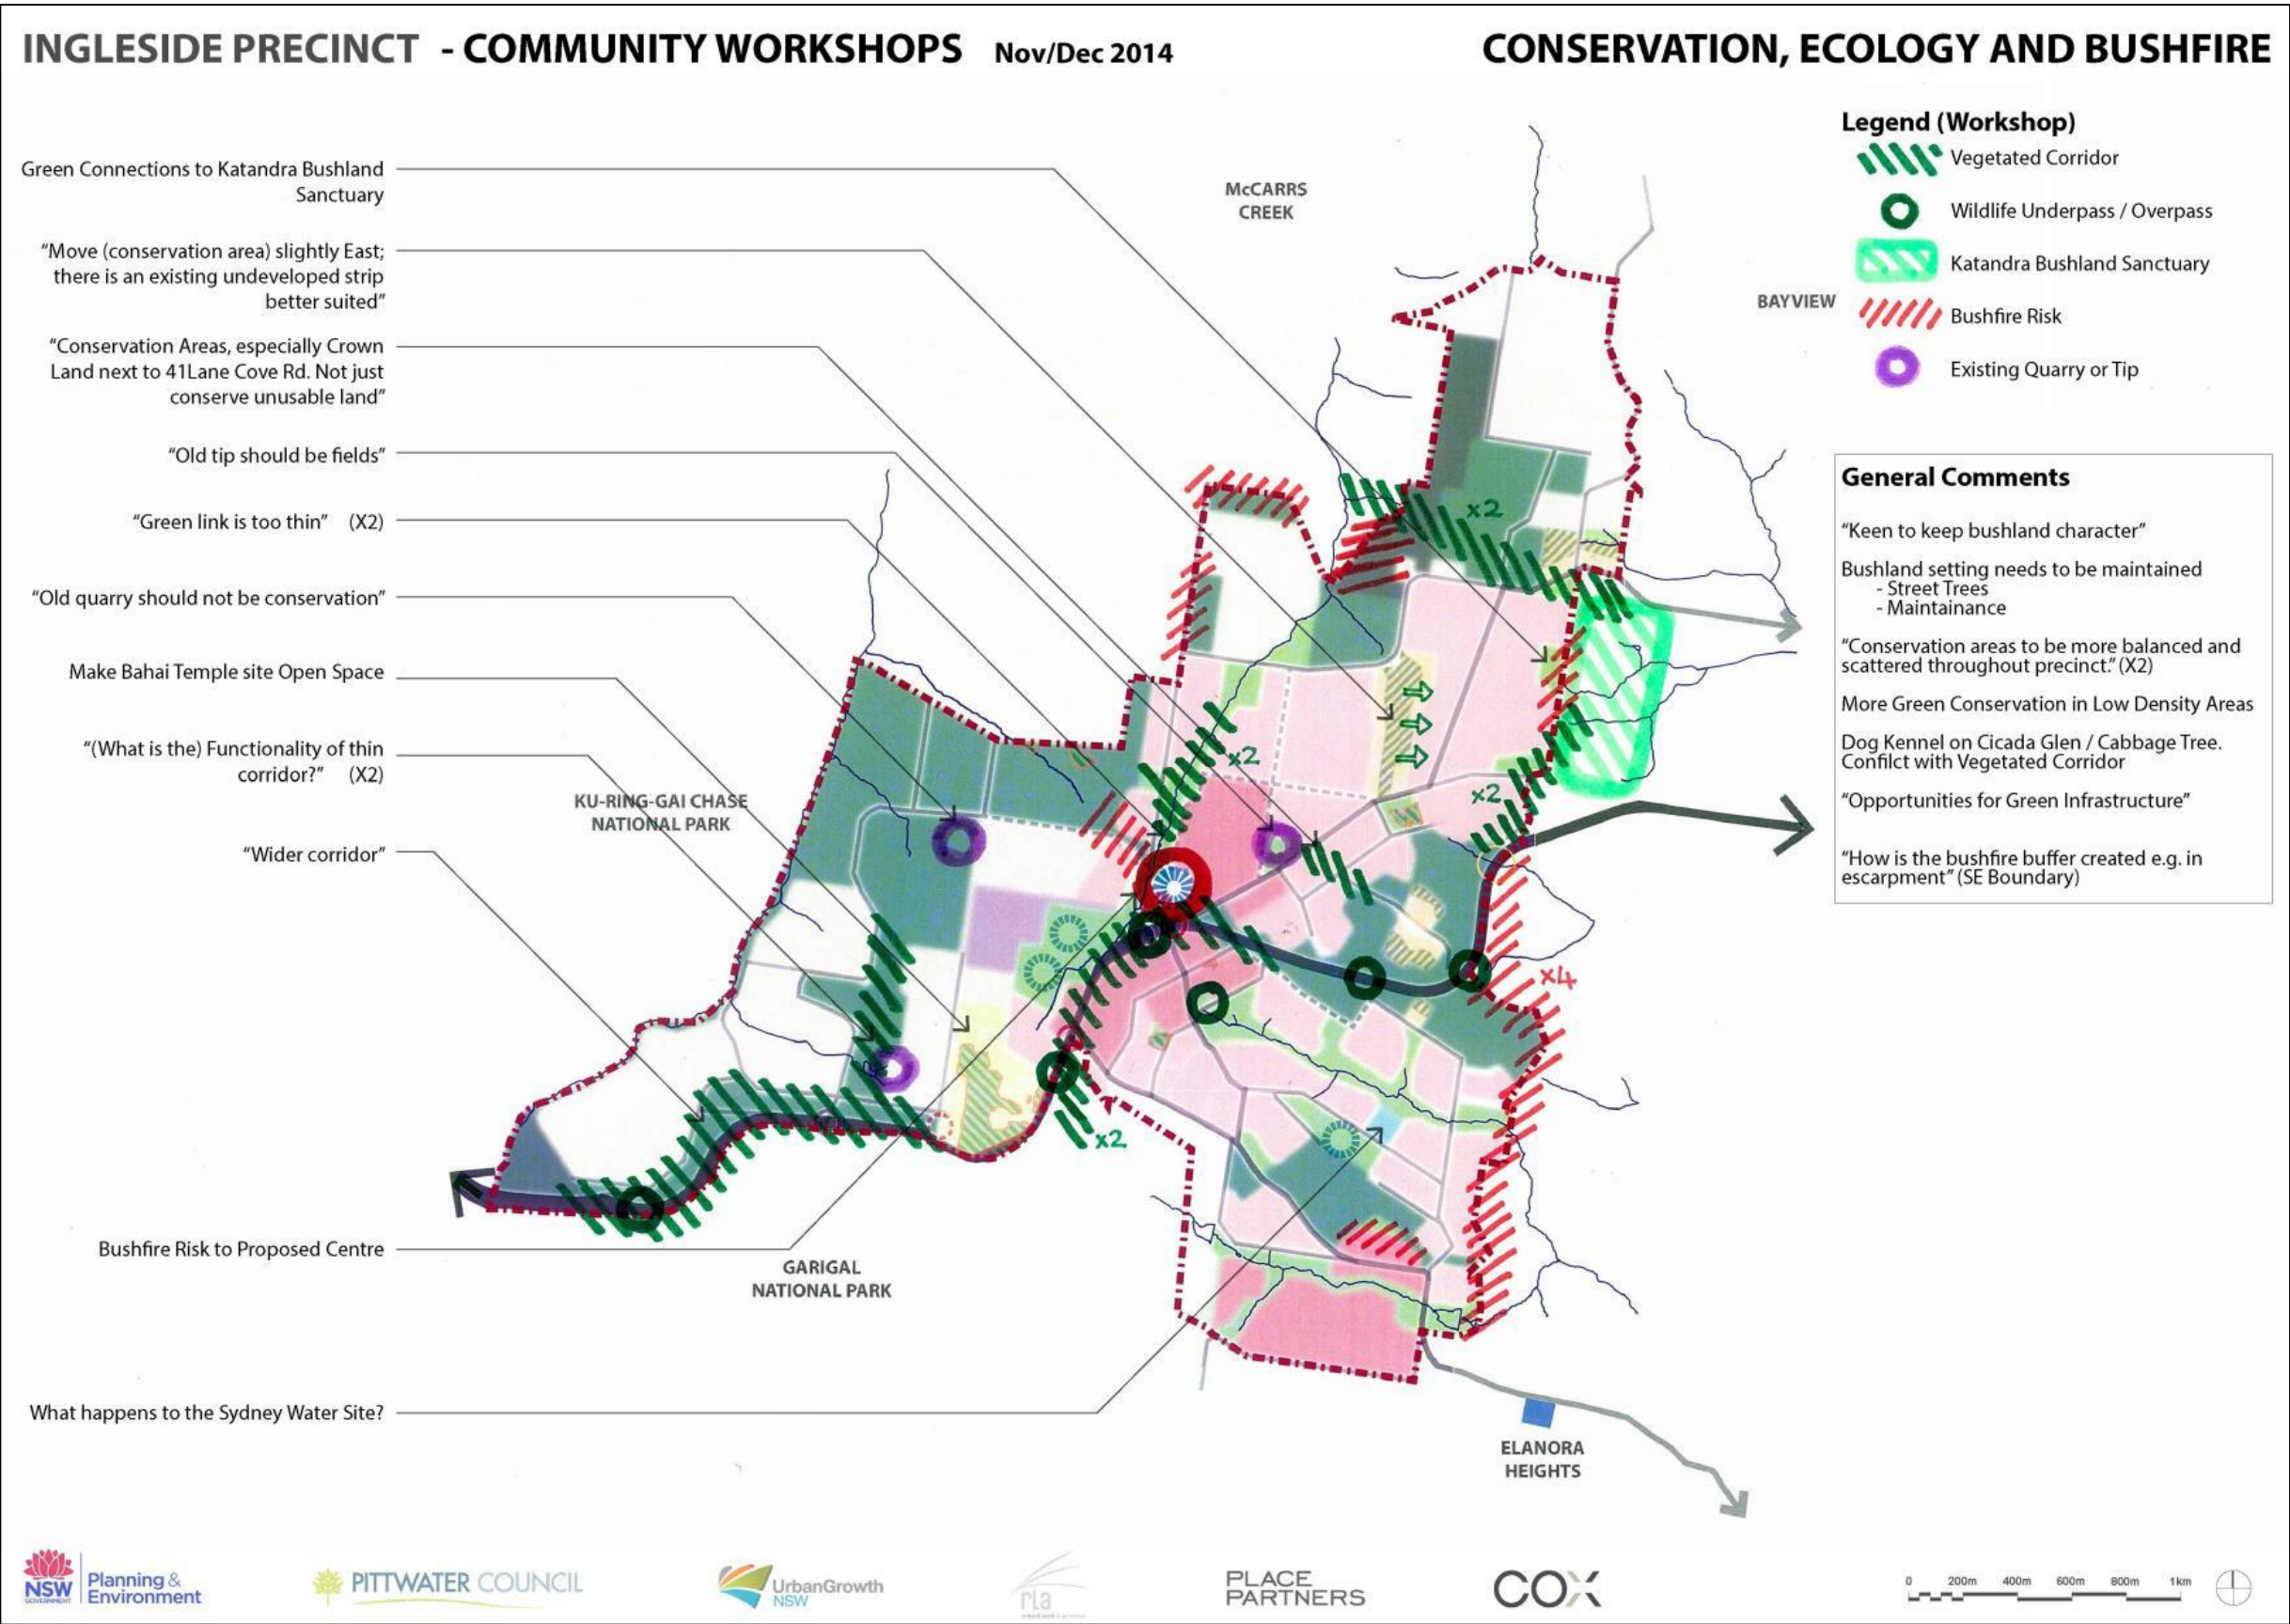 INGLESIDE PRECINCT - COMMUNITY WORKSHOPS Nov/Dec 2014
CONSERVATION, ECOLOGY AND BUSHFIRE
Green Connections to Katandra Bushland
Sanctuary
“Move (conservation area) slightly East;
there is an existing undeveloped strip
better suited”
“Conservation Areas, especially Crown
Land next to 41Lane Cove Rd. Not just
conserve unusable land”
“Old tip should be fields”
“Green link is too thin” (X2)
“Old quarry should not be conservation”
Make Bahai Temple site Open Space
“(What is the) Functionality of thin
corridor?” (X2)
“Wider corridor”
Bushfire Risk to Proposed Centre
What happens to the Sydney Water Site?
McCARRS
CREEK
BAYVIEW
KU-RING-GAI CHASE
NATIONAL PARK
GARIGAL
NATIONAL PARK
ELANORA
HEIGHTS
x2
x2
x2
x4
x2
Legend (Workshop)
Vegetated Corridor
Wildlife Underpass / Overpass
Katandra Bushland Sanctuary
Bushfire Risk
Existing Quarry or Tip
General Comments
“Keen to keep bushland character”
Bushland setting needs to be maintained
- Street Trees
- Maintainance
“Conservation areas to be more balanced and
scattered throughout precinct.” (X2)
More Green Conservation in Low Density Areas
Dog Kennel on Cicada Glen / Cabbage Tree.
Confilct with Vegetated Corridor
“Opportunities for Green Infrastructure”
“How is the bushfire buffer created e.g. in
escarpment” (SE Boundary)
NSW
GOVERNMENT
Planning &
Environment
PITTWATER COUNCIL
UrbanGrowth
NSW
rla
PLACE
PARTNERS
COX
0 200m 400m 600m 800m 1km